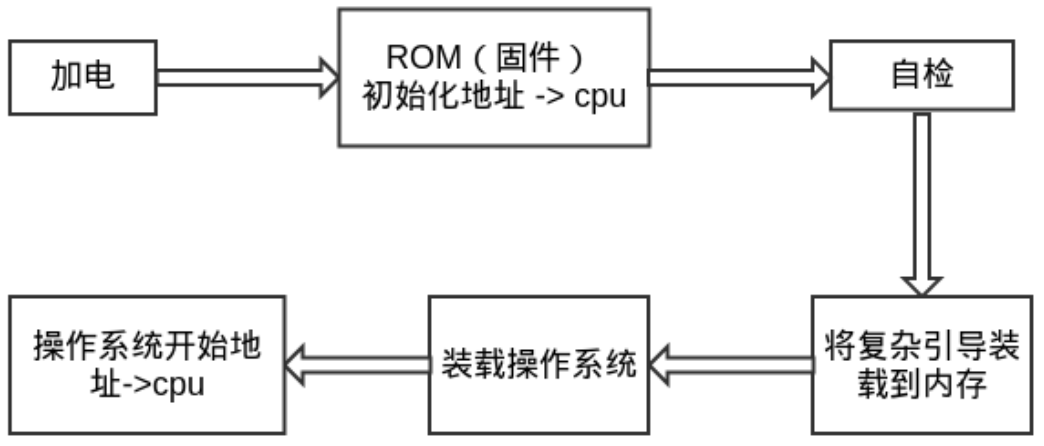 加电
ROM（固件）
初始化地址 -> cpu
自检
将复杂引导装
载到内存
装载操作系统
操作系统开始地
址->cpu